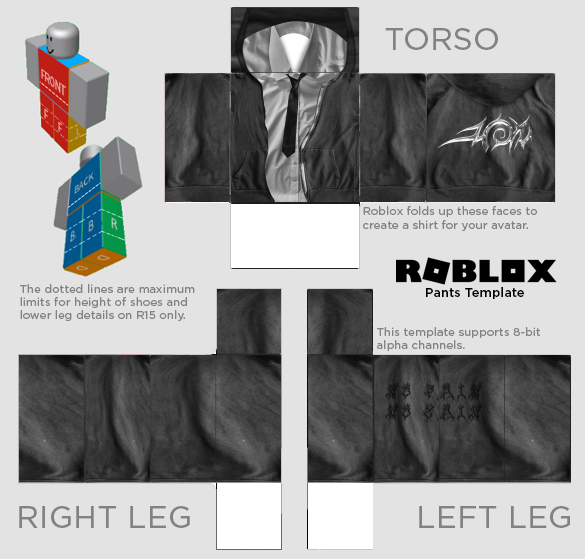 TORSO
FRONT
F F L
BACK
B B R
Roblox folds up these faces to
create a shirt for your avatar.
ROBLOX
Pants Template
The dotted lines are maximum
limits for height of shoes and
lower leg details on R15 only.
This template supports 8-bit
alpha channels.
NO PAIN
NO GAIN
RIGHT LEG
LEFT LEG